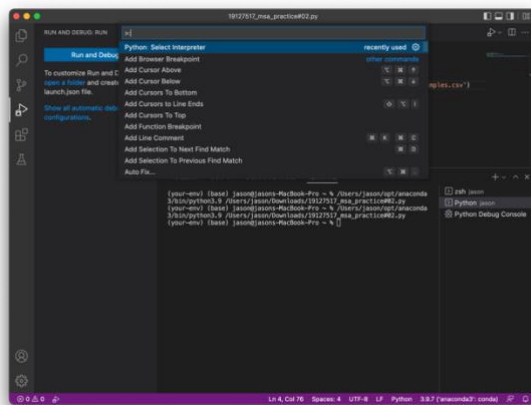 19127517_msa_practice#02.py
RUN AND DEBUG: RUN
>
Python: Select Interpreter
recently used
Add Browser Breakpoint
other commands
Add Cursor Above
Add Cursor Below
Add Cursors To Bottom
Add Cursors to Line Ends
Add Cursors To Top
Add Function Breakpoint
Add Line Comment
Add Selection To Next Find Match
Add Selection To Previous Find Match
Auto Fix...
Run and Debug
To customize Run and D
open a folder and create
launch.json file.
Show all automatic debug
configurations.
mples.csv")
(your-env) (base) jason@jasons-MacBook-Pro ~ % /Users/jason/opt/anaconda
3/bin/python3.9 /Users/jason/Downloads/19127517_msa_practice#02.py
(your-env) (base) jason@jasons-MacBook-Pro ~ % /Users/jason/opt/anaconda
3/bin/python3.9 /Users/jason/Downloads/19127517_msa_practice#02.py
(your-env) (base) jason@jasons-MacBook-Pro ~ %
zsh jason
Python jason
Python Debug Console
0 0 Ln 4, Col 76 Spaces: 4 UTF-8 LF Python 3.9.7 ('anaconda3': conda)